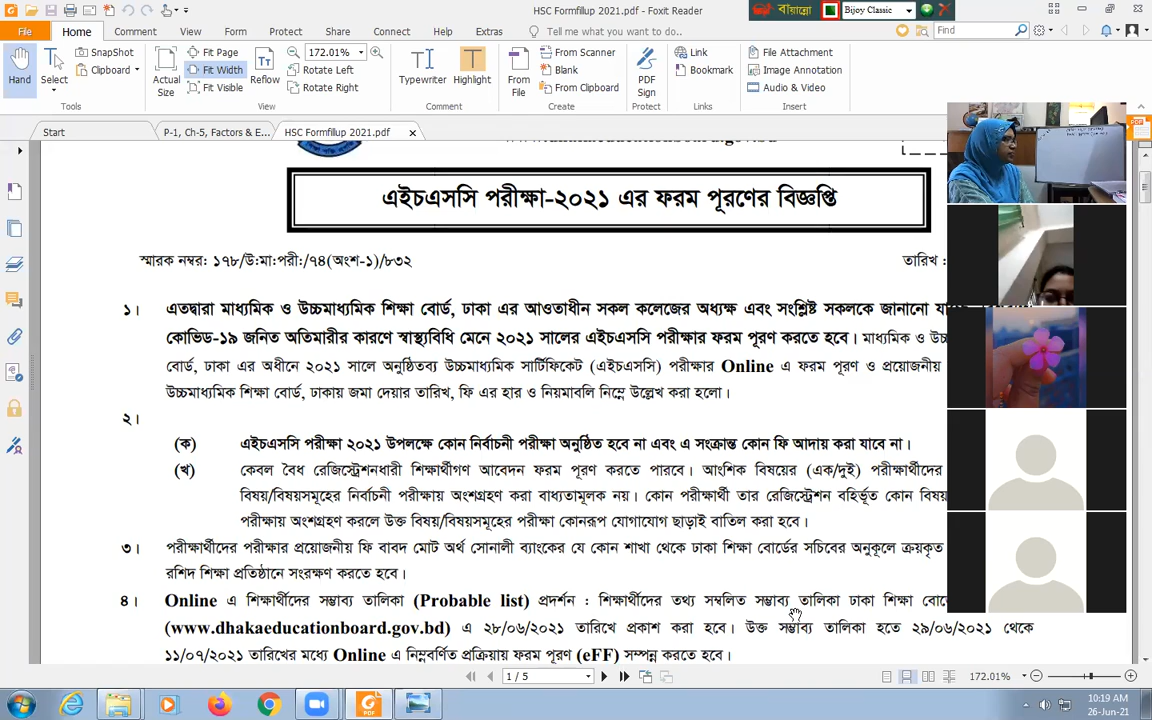 HSC Formfillup 2021.pdf - Foxit Reader
বায়ান্নো
Bijoy Classic
File Home Comment View Form Protect Share Connect Help Extras Tell me what you want to do... Find
SnapShot Fit Page 172.01% From Scanner Link File Attachment
Hand Select Clipboard Actual Size Fit Width Reflow Rotate Left Typewriter Highlight From File Blank PDF Sign Bookmark Image Annotation
Fit Visible Rotate Right From Clipboard Audio & Video
Tools View Comment Create Protect Links Insert
Start P-1, Ch-5, Factors & E... HSC Formfillup 2021.pdf
এইচএসসি পরীক্ষা-২০২১ এর ফরম পূরণের বিজ্ঞপ্তি
স্মারক নম্বর: ১৭৮/উ:মা:পরী:/৭৪(অংশ-১)/৮৩২ তারিখ :
১। এতদ্বারা মাধ্যমিক ও উচ্চমাধ্যমিক শিক্ষা বোর্ড, ঢাকা এর আওতাধীন সকল কলেজের অধ্যক্ষ এবং সংশ্লিষ্ট সকলকে জানানো
কোভিড-১৯ জনিত অতিমারীর কারণে স্বাস্থ্যবিধি মেনে ২০২১ সালের এইচএসসি পরীক্ষার ফরম পূরণ করতে হবে। মাধ্যমিক ও
বোর্ড, ঢাকা এর অধীনে ২০২১ সালে অনুষ্ঠিতব্য উচ্চমাধ্যমিক সার্টিফিকেট (এইচএসসি) পরীক্ষার Online এ ফরম পূরণ ও প্রয়োজনীয়
উচ্চমাধ্যমিক শিক্ষা বোর্ড, ঢাকায় জমা দেয়ার তারিখ, ফি এর হার ও নিয়মাবলি নিম্নে উল্লেখ করা হলো।
২।
(ক) এইচএসসি পরীক্ষা ২০২১ উপলক্ষে কোন নির্বাচনী পরীক্ষা অনুষ্ঠিত হবে না এবং এ সংক্রান্ত কোন ফি আদায় করা যাবে না।
(খ) কেবল বৈধ রেজিস্ট্রেশনধারী শিক্ষার্থীগণ আবেদন ফরম পূরণ করতে পারবে। আংশিক বিষয়ের (এক/দুই) পরীক্ষার্থীদের
বিষয়/বিষয়সমূহের নির্বাচনী পরীক্ষায় অংশগ্রহণ করা বাধ্যতামূলক নয়। কোন পরীক্ষার্থী তার রেজিস্ট্রেশন বহির্ভূত কোন বিষয়
পরীক্ষায় অংশগ্রহণ করলে উক্ত বিষয়/বিষয়সমূহের পরীক্ষা কোনরূপ যোগাযোগ ছাড়াই বাতিল করা হবে।
৩। পরীক্ষার্থীদের পরীক্ষার প্রয়োজনীয় ফি বাবদ মোট অর্থ সোনালী ব্যাংকের যে কোন শাখা থেকে ঢাকা শিক্ষা বোর্ডের সচিবের অনুকূলে ক্রয়কৃত
রশিদ শিক্ষা প্রতিষ্ঠানে সংরক্ষণ করতে হবে।
৪। Online এ শিক্ষার্থীদের সম্ভাব্য তালিকা (Probable list) প্রদর্শন : শিক্ষার্থীদের তথ্য সম্বলিত সম্ভাব্য তালিকা ঢাকা শিক্ষা
(www.dhakaeducationboard.gov.bd) এ ২৮/০৬/২০২১ তারিখে প্রকাশ করা হবে। উক্ত সম্ভাব্য তালিকা হতে ২৯/০৬/২০২১ থেকে
১১/০৭/২০২১ তারিখের মধ্যে Online এ নিম্নবর্ণিত প্রক্রিয়ায় ফরম পূরণ (eFF) সম্পন্ন করতে হবে।
1 / 5 172.01%
10:19 AM
26-Jun-21